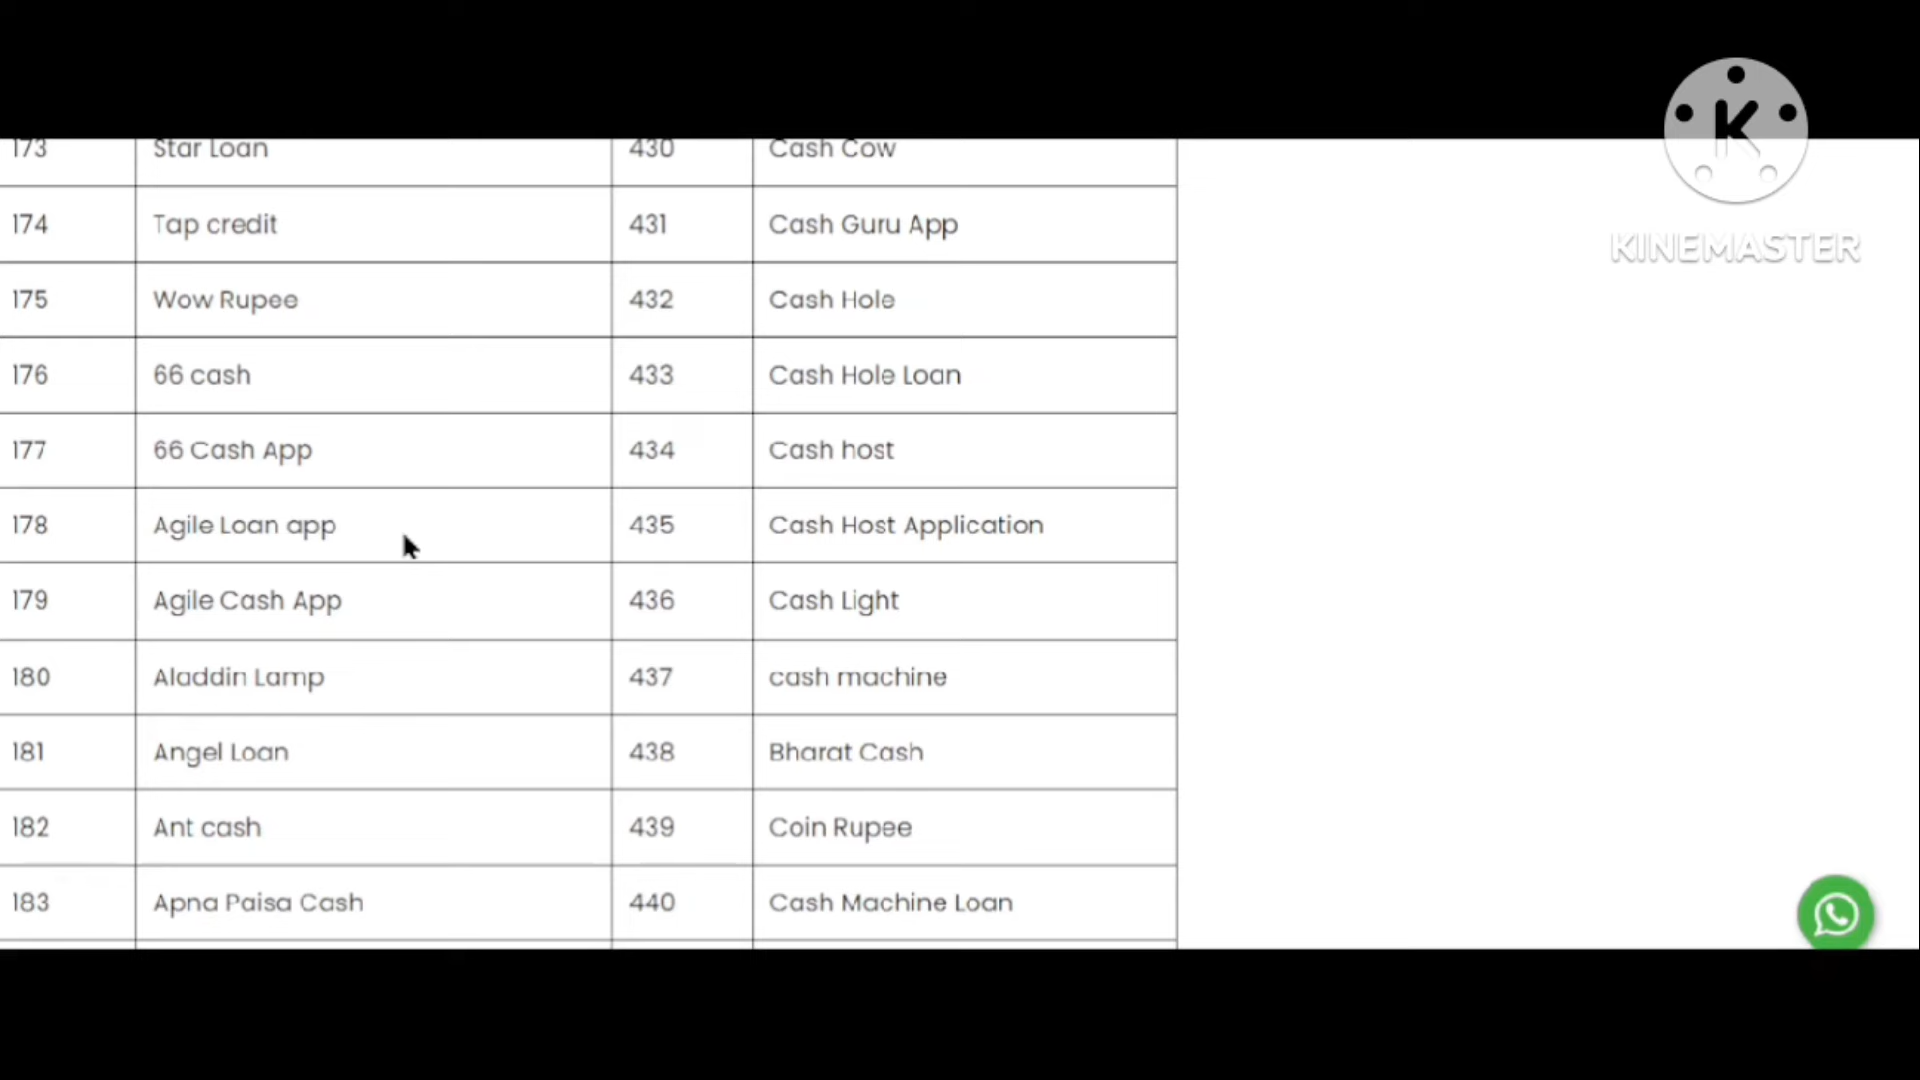 173 Star Loan 430 Cash Cow
174 Tap credit 431 Cash Guru App
175 Wow Rupee 432 Cash Hole
176 66 cash 433 Cash Hole Loan
177 66 Cash App 434 Cash host
178 Agile Loan app 435 Cash Host Application
179 Agile Cash App 436 Cash Light
180 Aladdin Lamp 437 cash machine
181 Angel Loan 438 Bharat Cash
182 Ant cash 439 Coin Rupee
183 Apna Paisa Cash 440 Cash Machine Loan
K
KINEMASTER